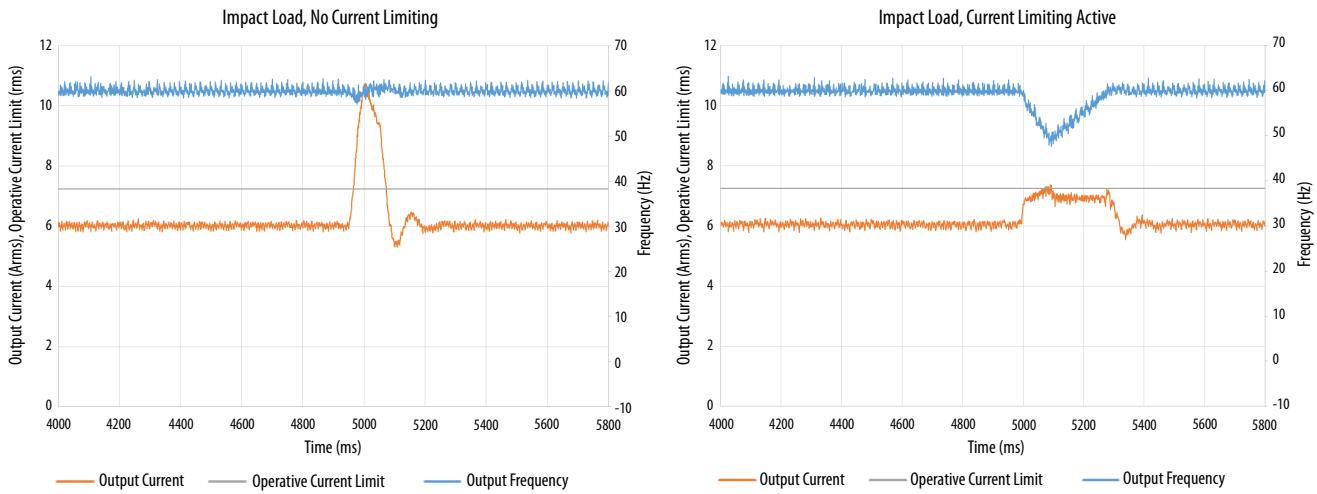 Impact Load, No Current Limiting
Output Current (Arms), Operative Current Limit (rms)
12
10
8
6
4
2
0
70
60
50
40
30
20
10
0
-10
Frequency (Hz)
4000 4200 4400 4600 4800 5000 5200 5400 5600 5800
Time (ms)
Output Current Operative Current Limit Output Frequency
Impact Load, Current Limiting Active
Output Current (Arms), Operative Current Limit (rms)
12
10
8
6
4
2
0
70
60
50
40
30
20
10
0
-10
Frequency (Hz)
4000 4200 4400 4600 4800 5000 5200 5400 5600 5800
Time (ms)
Output Current Operative Current Limit Output Frequency